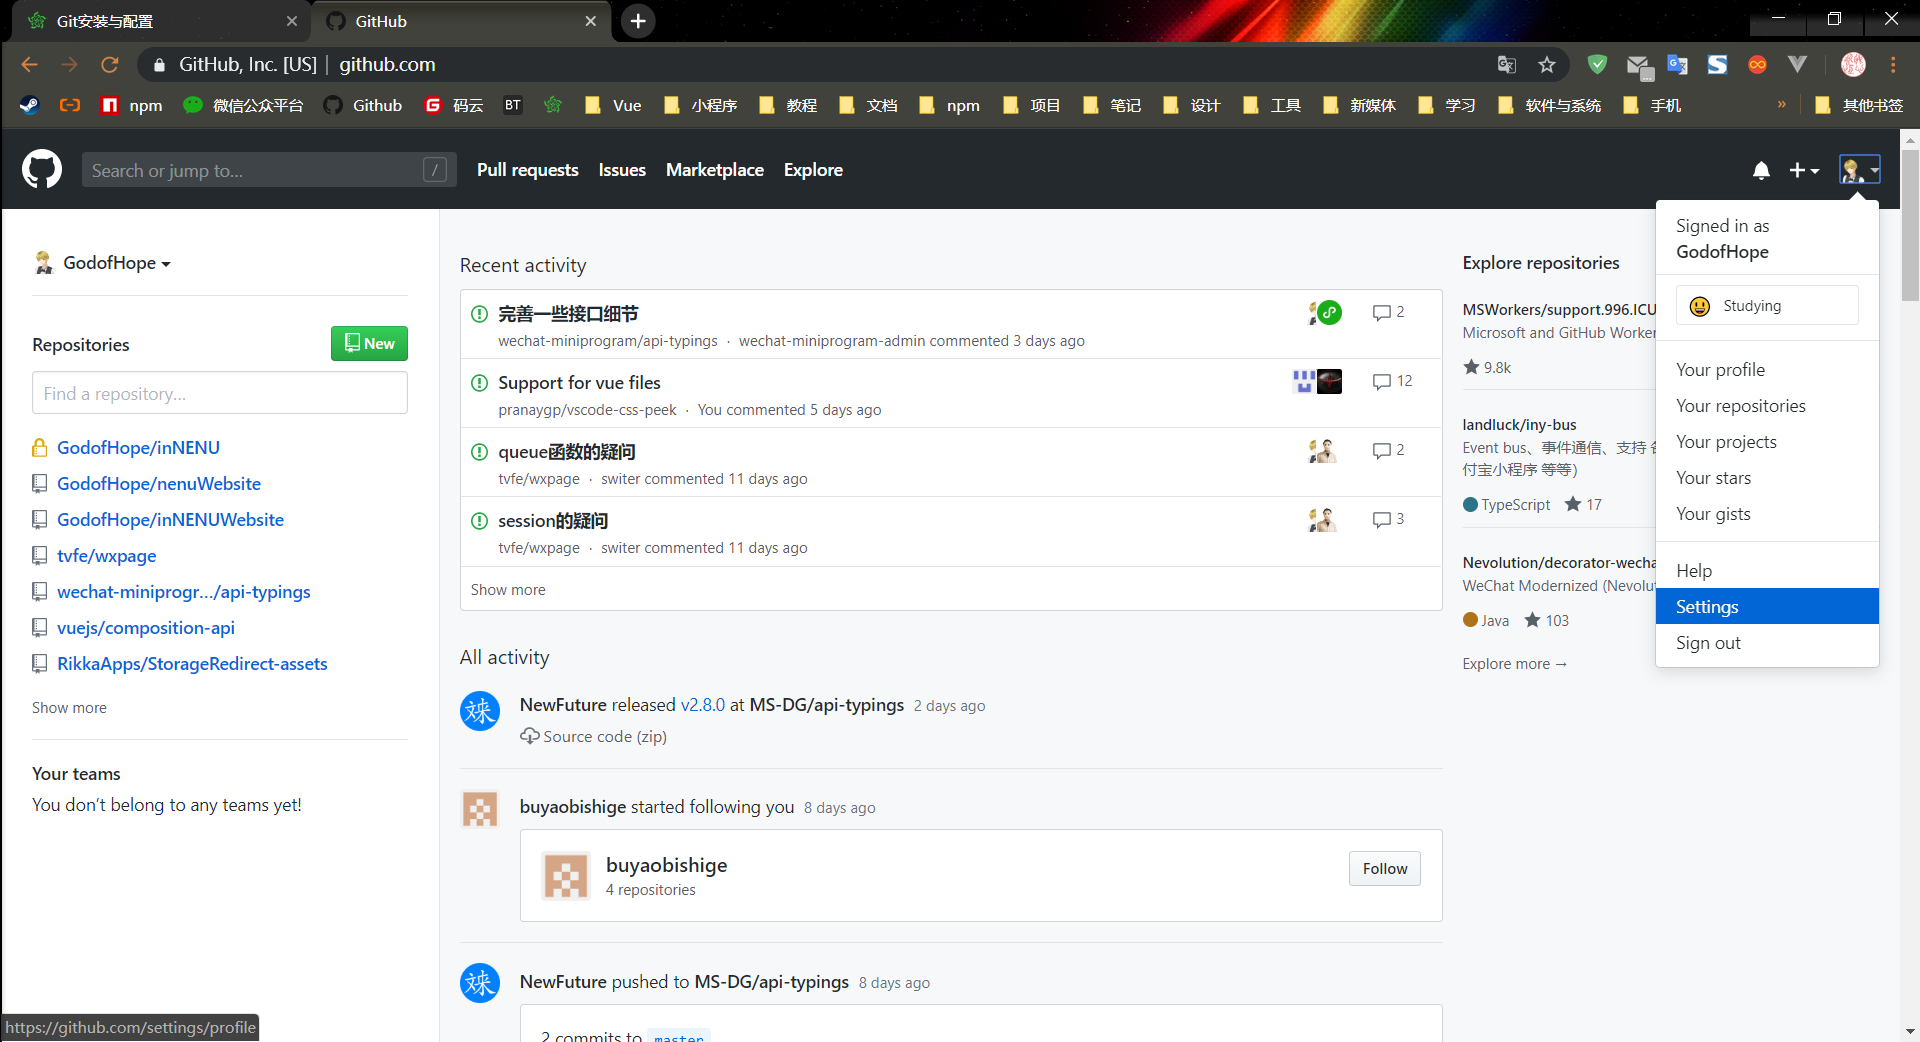 Git安装与配置
GitHub
GitHub, Inc. [US] | github.com
npm
微信公众平台
Github
码云
BT
Vue
小程序
教程
文档
npm
项目
笔记
设计
工具
新媒体
学习
软件与系统
手机
»
其他书签
Search or jump to...
/
Pull requests
Issues
Marketplace
Explore
GodofHope
Repositories
New
Find a repository...
GodofHope/inNENU
GodofHope/nenuWebsite
GodofHope/inNENUWebsite
tvfe/wxpage
wechat-miniprogr.../api-typings
vuejs/composition-api
RikkaApps/StorageRedirect-assets
Show more
Your teams
You don't belong to any teams yet!
Recent activity
完善一些接口细节
2
wechat-miniprogram/api-typings · wechat-miniprogram-admin commented 3 days ago
Support for vue files
12
pranaygp/vscode-css-peek · You commented 5 days ago
queue函数的疑问
2
tvfe/wxpage · switer commented 11 days ago
session的疑问
3
tvfe/wxpage · switer commented 11 days ago
Show more
All activity
NewFuture released v2.8.0 at MS-DG/api-typings 2 days ago
Source code (zip)
buyaobishige started following you 8 days ago
buyaobishige
4 repositories
Follow
NewFuture pushed to MS-DG/api-typings 8 days ago
2 commits to master
Explore repositories
MSWorkers/support.996.ICU
Microsoft and GitHub Worker
9.8k
landluck/iny-bus
Event bus、事件通信、支持
付宝小程序 等等)
TypeScript 17
Nevolution/decorator-wecha
WeChat Modernized (Nevolu
Java 103
Explore more →
Signed in as
GodofHope
Studying
Your profile
Your repositories
Your projects
Your stars
Your gists
Help
Settings
Sign out
https://github.com/settings/profile